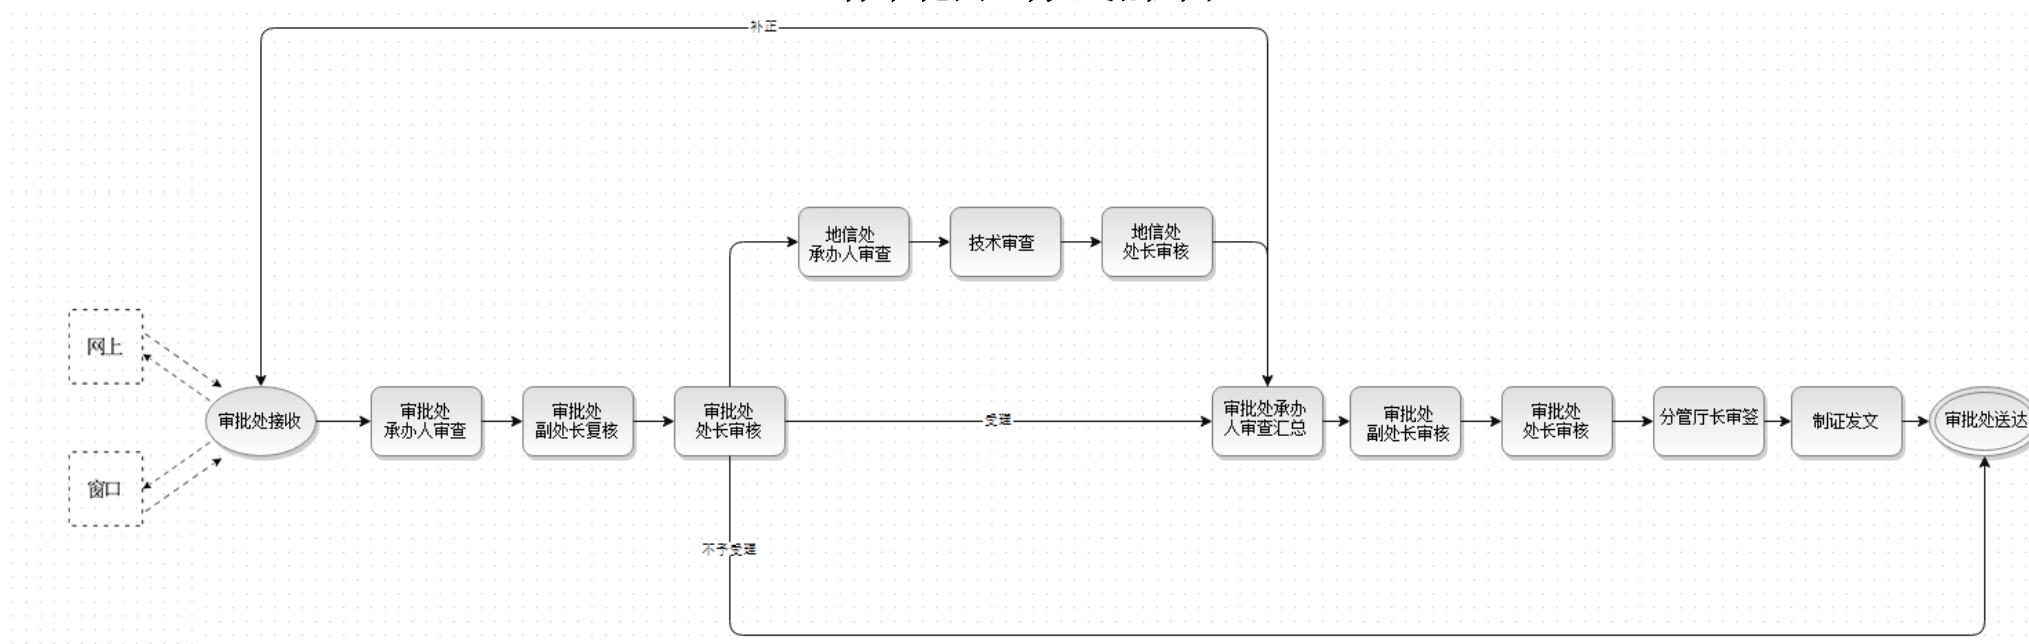 补正
地信处
承办人审查
技术审查
地信处
处长审核
网上
窗口
审批处接收
审批处
承办人审查
审批处
副处长复核
审批处
处长审核
受理
审批处承办
人审查汇总
审批处
副处长审核
审批处
处长审核
分管厅长审签
制证发文
审批处送达
不予受理